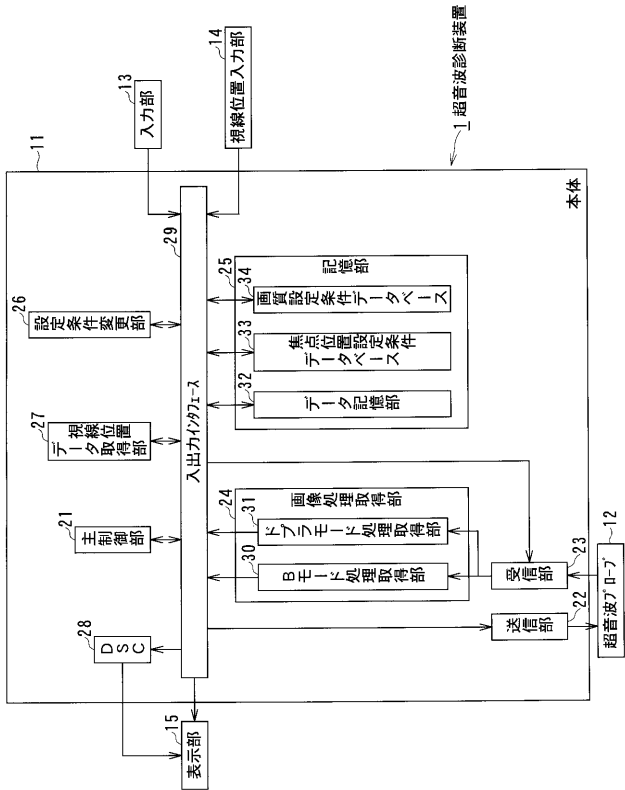 1 超音波診断装置
11
本体
13
入力部
14
視線位置入力部
26
設定条件変更部
27
視線位置
データ取得部
21
主制御部
28
DSC
15
表示部
29
入出力インタフェース
25
記憶部
34
画質設定条件データベース
33
焦点位置設定条件
データベース
32
データ記憶部
24
画像処理取得部
31
ドプラモード処理取得部
30
Bモード処理取得部
23
受信部
22
送信部
12
超音波プローブ